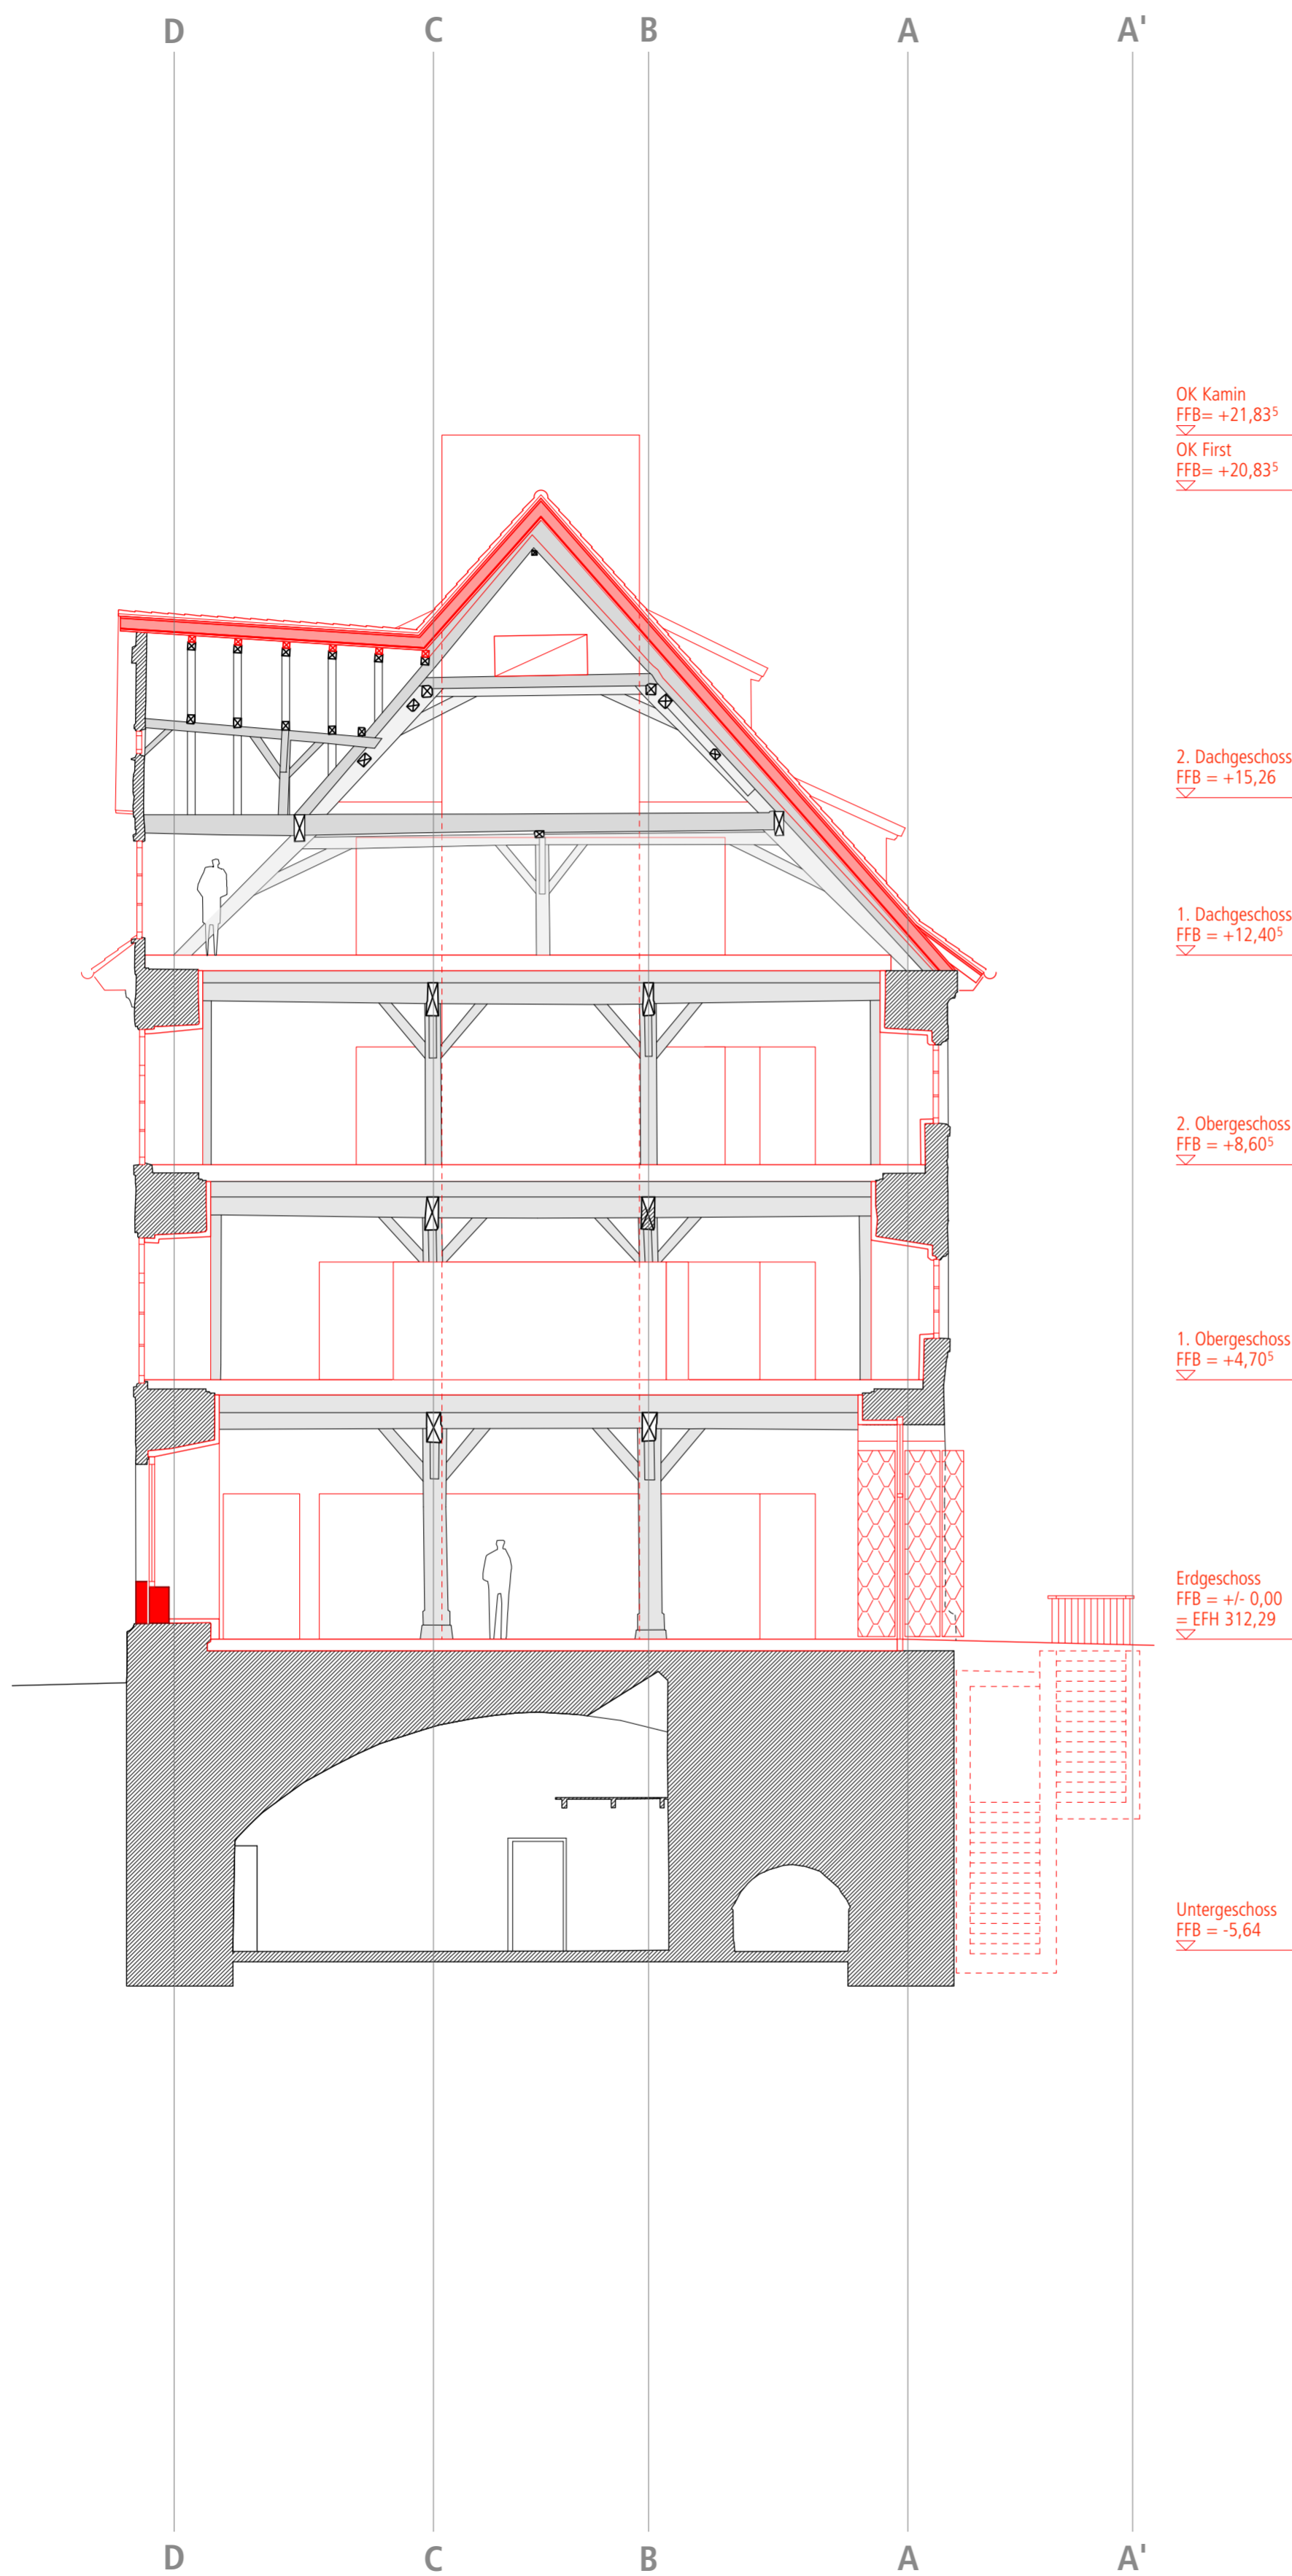 D C B A A'
OK Kamin
FFB= +21,83⁵
OK First
FFB= +20,83⁵
2. Dachgeschoss
FFB = +15,26
1. Dachgeschoss
FFB = +12,40⁵
2. Obergeschoss
FFB = +8,60⁵
1. Obergeschoss
FFB = +4,70⁵
Erdgeschoss
FFB = +/- 0,00
= EFH 312,29
Untergeschoss
FFB = -5,64
D C B A A'